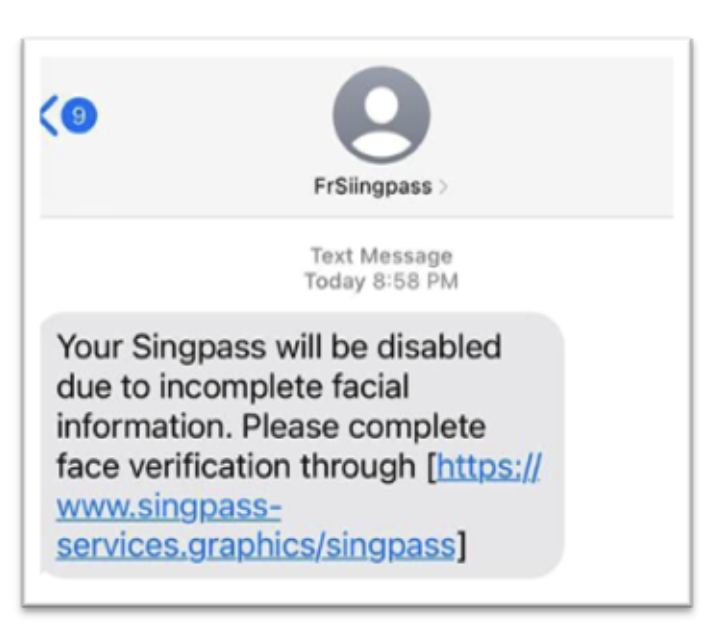 9
FrSiingpass >
Text Message
Today 8:58 PM
Your Singpass will be disabled
due to incomplete facial
information. Please complete
face verification through [https://
www.singpass-
services.graphics/singpass]